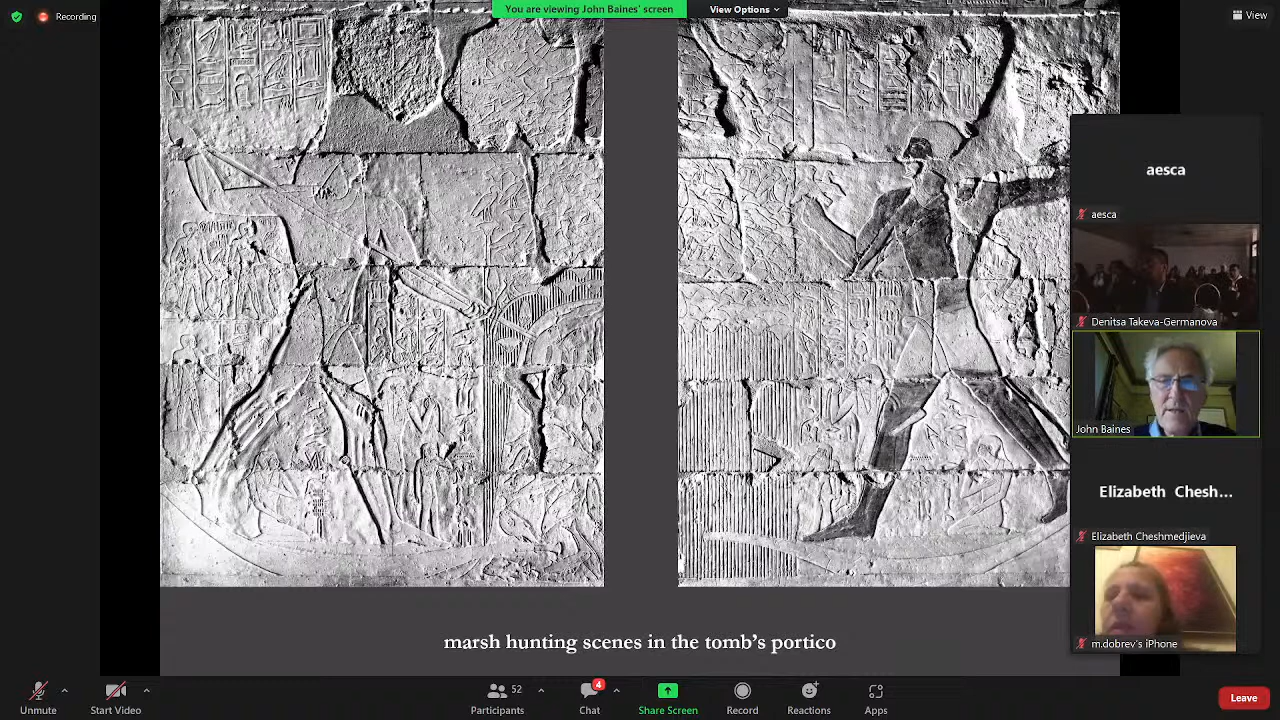 Recording
You are viewing John Baines' screen
View Options
View
aesca
aesca
Denitsa Takeva-Germanova
John Baines
Elizabeth Chesh...
Elizabeth Cheshmedjieva
m.dobrev's iPhone
marsh hunting scenes in the tomb's portico
Unmute
Start Video
52
Participants
4
Chat
Share Screen
Record
Reactions
Apps
Leave